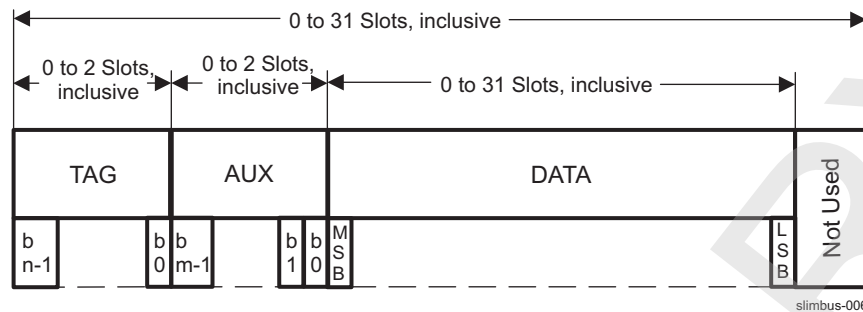 0 to 31 Slots, inclusive
0 to 2 Slots,
inclusive
0 to 2 Slots,
inclusive
0 to 31 Slots, inclusive
TAG
AUX
DATA
Not Used
b
n-1
b
0
b
m-1
b
1
b
0
M
S
B
L
S
B
slimbus-006